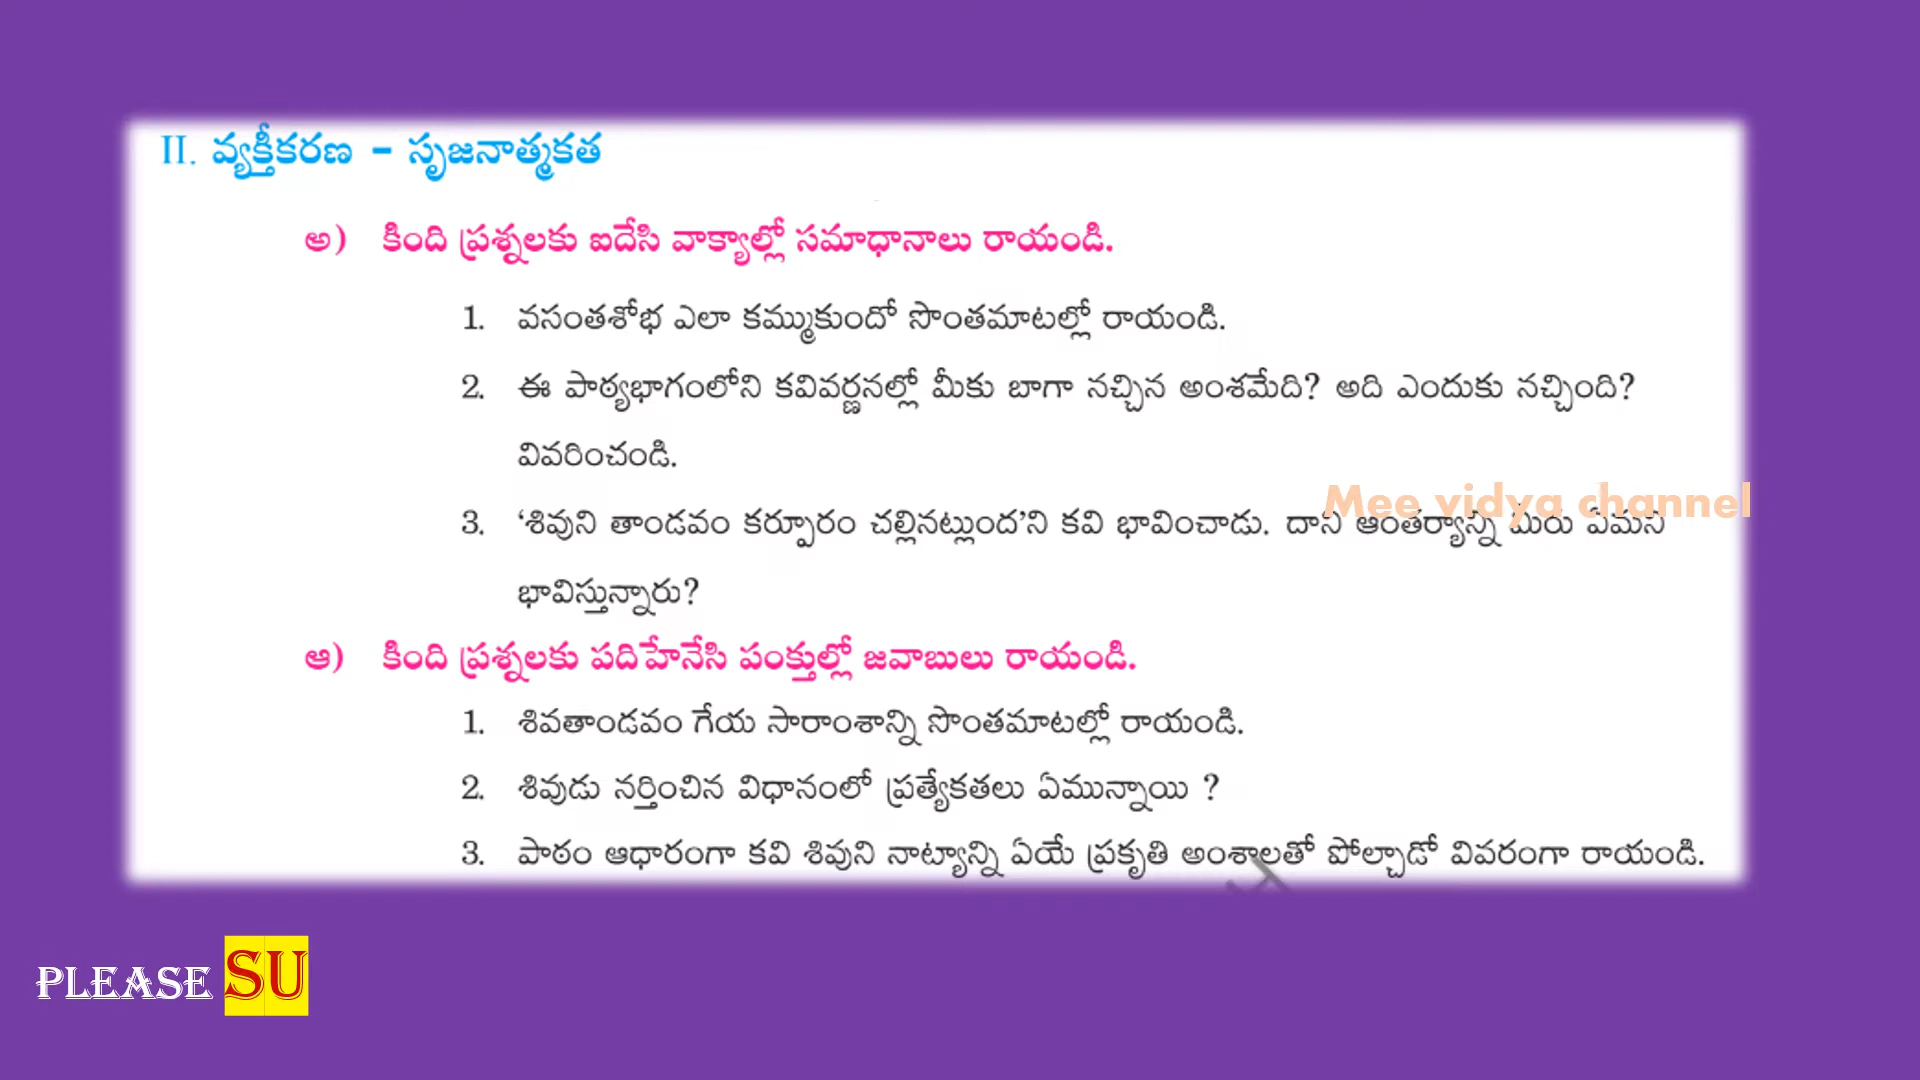 II. వ్యక్తీకరణ – సృజనాత్మకత
అ) కింది ప్రశ్నలకు ఐదేసి వాక్యాల్లో సమాధానాలు రాయండి.
1. వసంతశోభ ఎలా కమ్ముకుందో సొంతమాటల్లో రాయండి.
2. ఈ పాఠ్యభాగంలోని కవివర్ణనల్లో మీకు బాగా నచ్చిన అంశమేది? అది ఎందుకు నచ్చింది?
వివరించండి.
Mee vidya channel
3. ‘శివుని తాండవం కర్పూరం చల్లినట్లుంద’ని కవి భావించాడు. దాని ఆంతర్యాన్ని మీరు ఏమని
భావిస్తున్నారు?
ఆ) కింది ప్రశ్నలకు పదిహేనేసి పంక్తుల్లో జవాబులు రాయండి.
1. శివతాండవం గేయ సారాంశాన్ని సొంతమాటల్లో రాయండి.
2. శివుడు నర్తించిన విధానంలో ప్రత్యేకతలు ఏమున్నాయి ?
3. పాఠం ఆధారంగా కవి శివుని నాట్యాన్ని ఏయే ప్రకృతి అంశాలతో పోల్చాడో వివరంగా రాయండి.
PLEASE SU